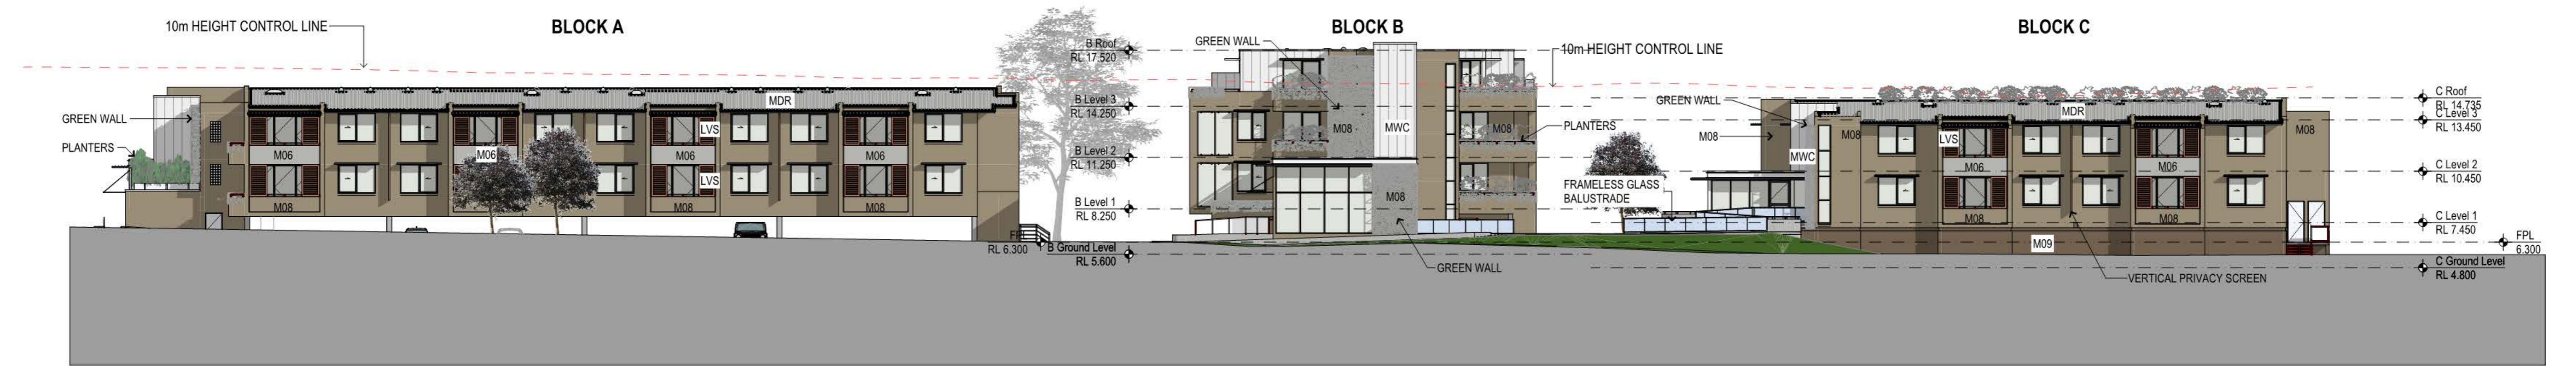 10m HEIGHT CONTROL LINE
BLOCK A
GREEN WALL
PLANTERS
MDR
LVS
M06
M06
M06
M06
LVS
M08
M08
M08
RL 6.300
B Roof
RL 17.520
B Level 3
RL 14.250
B Level 2
RL 11.250
B Level 1
RL 8.250
B Ground Level
RL 5.600
BLOCK B
GREEN WALL
10m HEIGHT CONTROL LINE
M08
MWC
M08
PLANTERS
M08
GREEN WALL
FRAMELESS GLASS
BALUSTRADE
BLOCK C
GREEN WALL
M08
MWC
M08
MDR
LVS
M06
M06
M08
M08
M08
M09
VERTICAL PRIVACY SCREEN
C Roof
RL 14.735
C Level 3
RL 13.450
C Level 2
RL 10.450
C Level 1
RL 7.450
FPL
6.300
C Ground Level
RL 4.800